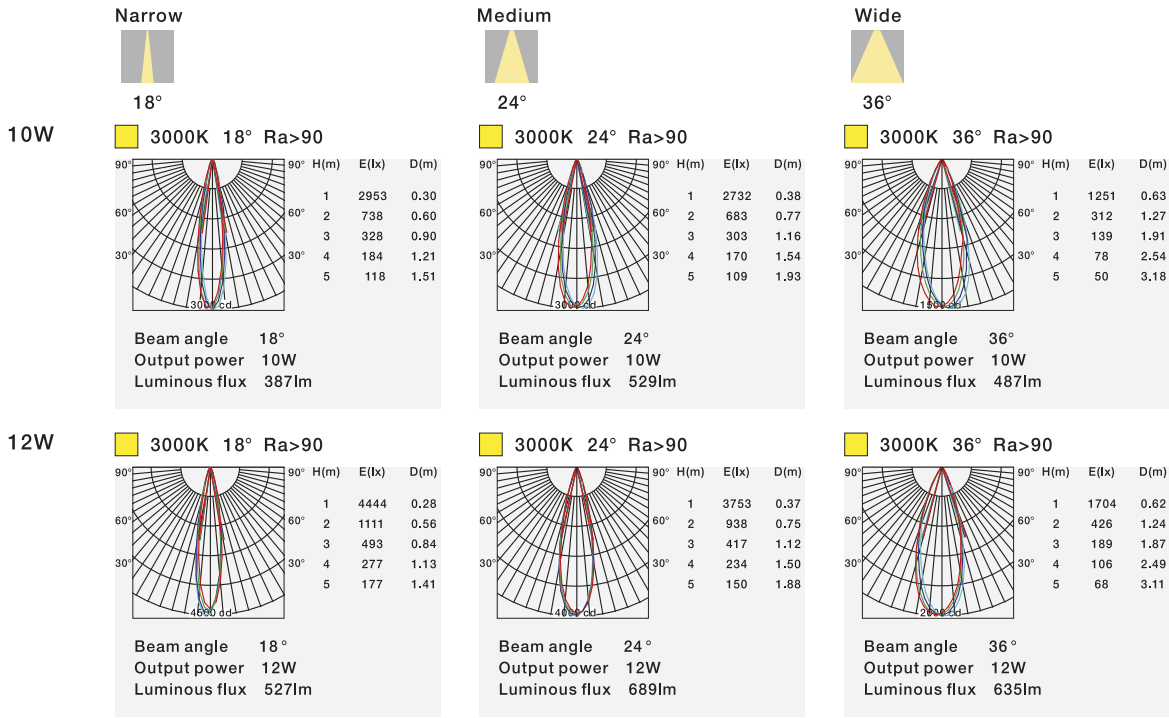 Narrow
Medium
Wide
18°
24°
36°
10W
3000K 18° Ra>90
90° 90° H(m) E(lx) D(m)
1 2953 0.30
60° 60° 2 738 0.60
3 328 0.90
30° 30° 4 184 1.21
5 118 1.51
3000 cd
Beam angle 18°
Output power 10W
Luminous flux 387lm
3000K 24° Ra>90
90° 90° H(m) E(lx) D(m)
1 2732 0.38
60° 60° 2 683 0.77
3 303 1.16
30° 30° 4 170 1.54
5 109 1.93
3000 cd
Beam angle 24°
Output power 10W
Luminous flux 529lm
3000K 36° Ra>90
90° 90° H(m) E(lx) D(m)
1 1251 0.63
60° 60° 2 312 1.27
3 139 1.91
30° 30° 4 78 2.54
5 50 3.18
1500 cd
Beam angle 36°
Output power 10W
Luminous flux 487lm
12W
3000K 18° Ra>90
90° 90° H(m) E(lx) D(m)
1 4444 0.28
60° 60° 2 1111 0.56
3 493 0.84
30° 30° 4 277 1.13
5 177 1.41
4500 cd
Beam angle 18°
Output power 12W
Luminous flux 527lm
3000K 24° Ra>90
90° 90° H(m) E(lx) D(m)
1 3753 0.37
60° 60° 2 938 0.75
3 417 1.12
30° 30° 4 234 1.50
5 150 1.88
4000 cd
Beam angle 24°
Output power 12W
Luminous flux 689lm
3000K 36° Ra>90
90° 90° H(m) E(lx) D(m)
1 1704 0.62
60° 60° 2 426 1.24
3 189 1.87
30° 30° 4 106 2.49
5 68 3.11
2000 cd
Beam angle 36°
Output power 12W
Luminous flux 635lm